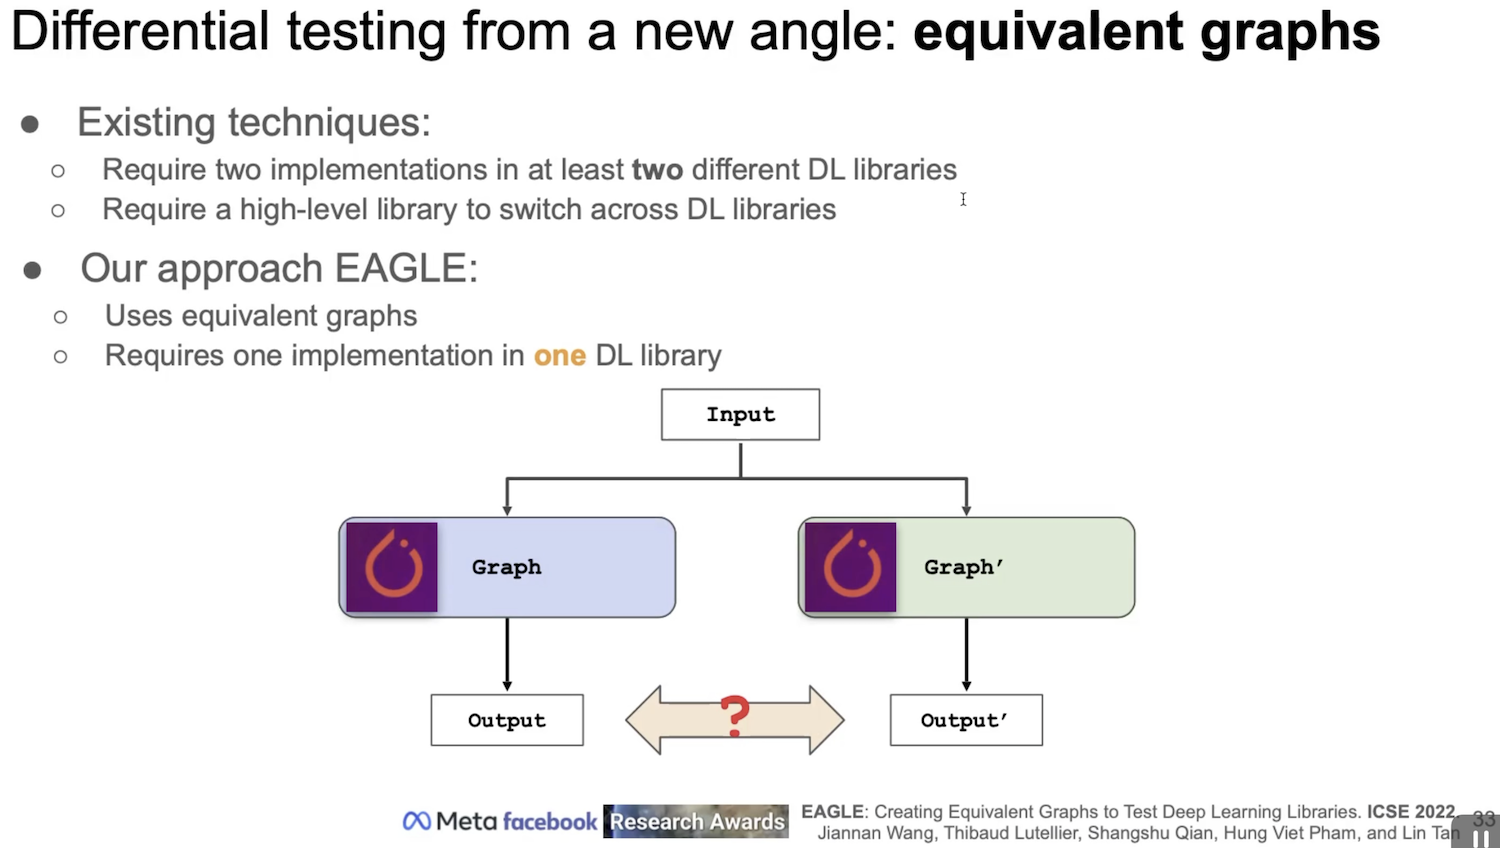 Differential testing from a new angle: equivalent graphs
● Existing techniques:
○ Require two implementations in at least two different DL libraries
○ Require a high-level library to switch across DL libraries
● Our approach EAGLE:
○ Uses equivalent graphs
○ Requires one implementation in one DL library
Input
Graph
Graph′
Output
?
Output′
Meta facebook Research Awards
EAGLE: Creating Equivalent Graphs to Test Deep Learning Libraries. ICSE 2022.
Jiannan Wang, Thibaud Lutellier, Shangshu Qian, Hung Viet Pham, and Lin Tan
33